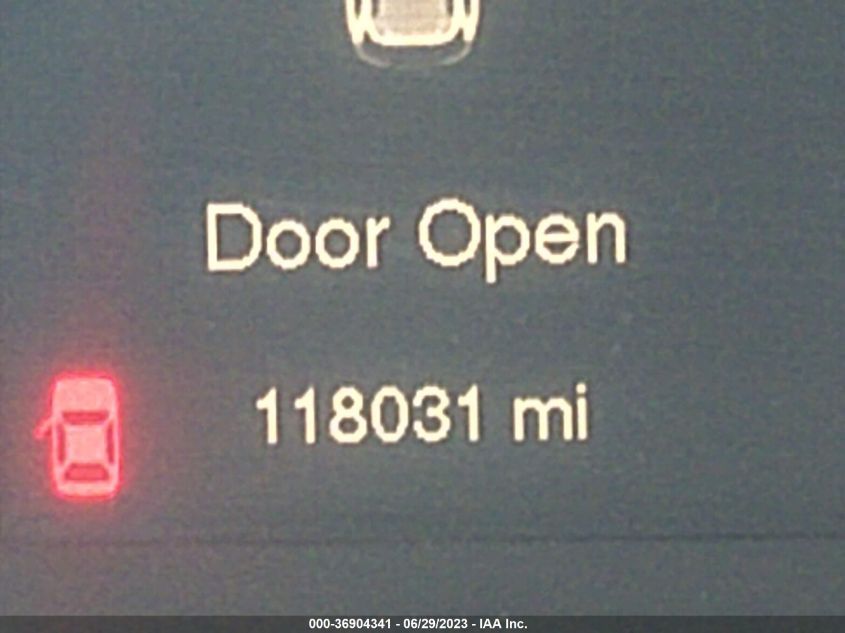 Door Open
118031 mi
000-36904341 - 06/29/2023 - IAA Inc.